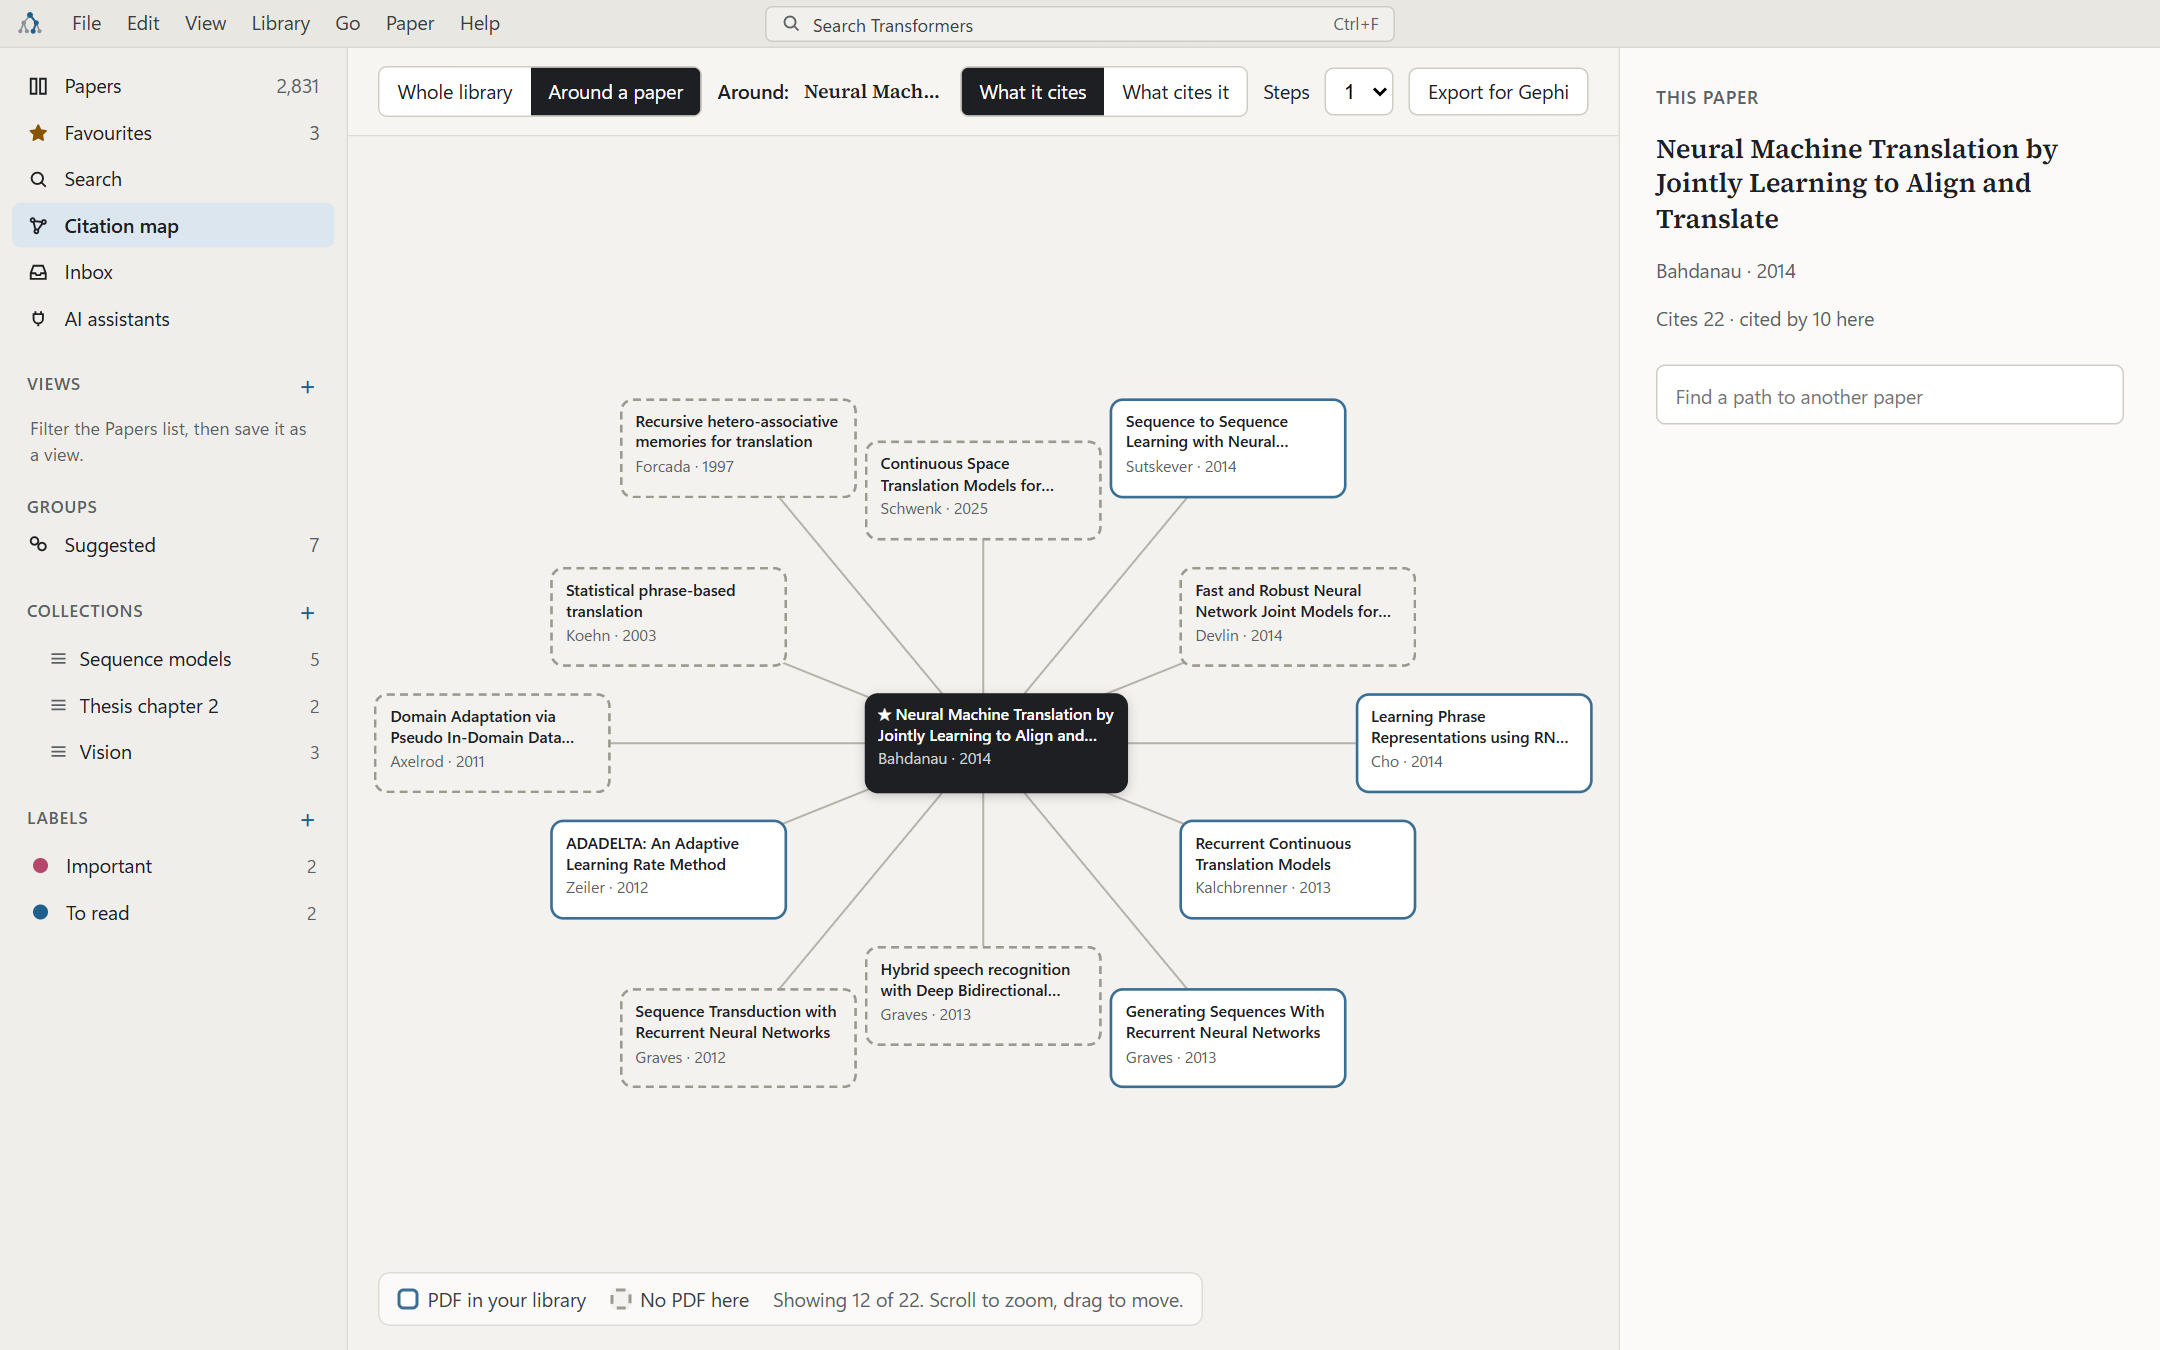 File Edit View Library Go Paper Help
Search Transformers Ctrl+F
Papers 2,831
Favourites 3
Search
Citation map
Inbox
AI assistants
VIEWS +
Filter the Papers list, then save it as
a view.
GROUPS
Suggested 7
COLLECTIONS +
Sequence models 5
Thesis chapter 2 2
Vision 3
LABELS +
Important 2
To read 2
Whole library Around a paper Around: Neural Mach... What it cites What cites it Steps 1 Export for Gephi
Recursive hetero-associative
memories for translation
Forcada · 1997
Continuous Space
Translation Models for...
Schwenk · 2025
Sequence to Sequence
Learning with Neural...
Sutskever · 2014
Statistical phrase-based
translation
Koehn · 2003
Fast and Robust Neural
Network Joint Models for...
Devlin · 2014
Domain Adaptation via
Pseudo In-Domain Data...
Axelrod · 2011
★ Neural Machine Translation by
Jointly Learning to Align and...
Bahdanau · 2014
Learning Phrase
Representations using RN...
Cho · 2014
ADADELTA: An Adaptive
Learning Rate Method
Zeiler · 2012
Recurrent Continuous
Translation Models
Kalchbrenner · 2013
Sequence Transduction with
Recurrent Neural Networks
Graves · 2012
Hybrid speech recognition
with Deep Bidirectional...
Graves · 2013
Generating Sequences With
Recurrent Neural Networks
Graves · 2013
PDF in your library No PDF here Showing 12 of 22. Scroll to zoom, drag to move.
THIS PAPER
Neural Machine Translation by
Jointly Learning to Align and
Translate
Bahdanau · 2014
Cites 22 · cited by 10 here
Find a path to another paper